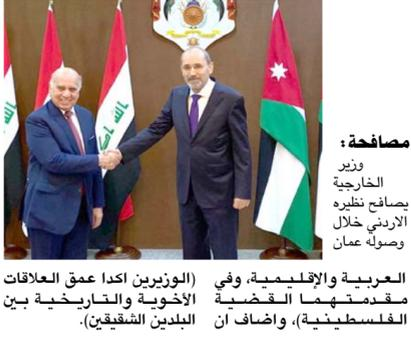 مصافحة:
وزير
الخارجية
يصافح نظيره
الاردني خلال
وصوله عمان
العربية والإقليمية، وفي
مقدمتهما القضية
الفلسطينية)، واضاف ان
(الوزيرين اكدا عمق العلاقات
الأخوية والتاريخية بين
البلدين الشقيقين).